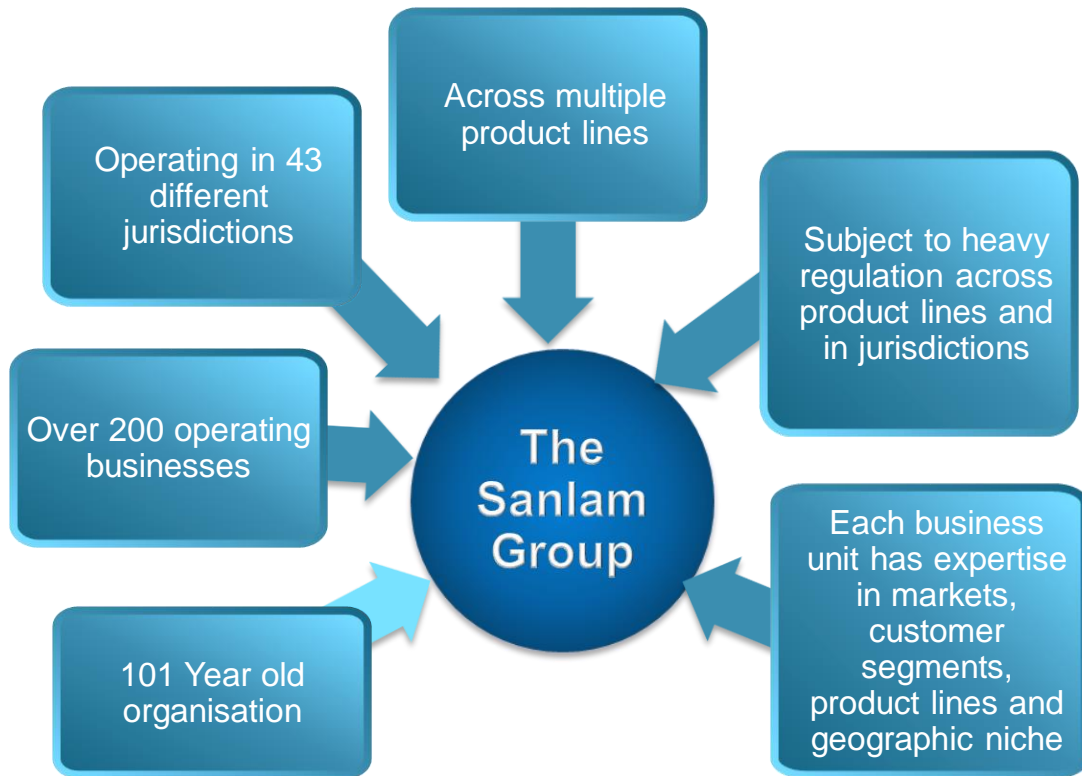 Across multiple
product lines
Operating in 43
different
jurisdictions
Subject to heavy
regulation across
product lines and
in jurisdictions
Over 200 operating
businesses
The
Sanlam
Group
Each business
unit has expertise
in markets,
customer
segments,
product lines and
geographic niche
101 Year old
organisation